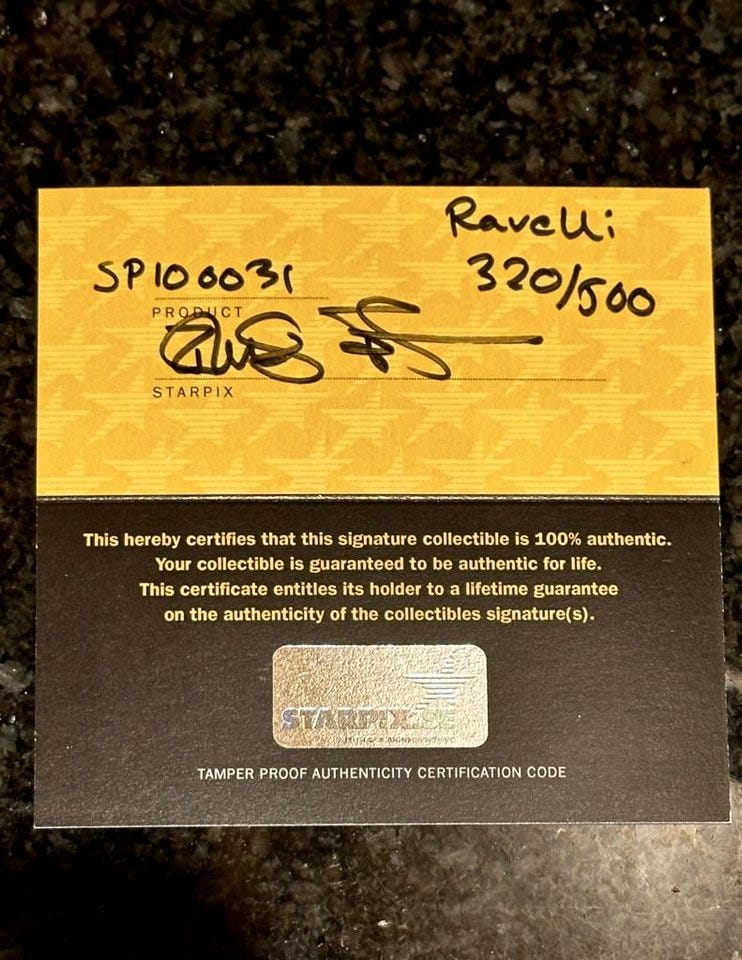 Ravelli
SP100031
320/500
PRODUCT
STARPIX
This hereby certifies that this signature collectible is 100% authentic.
Your collectible is guaranteed to be authentic for life.
This certificate entitles its holder to a lifetime guarantee
on the authenticity of the collectibles signature(s).
STARPIX.SE
TAMPER PROOF AUTHENTICITY CERTIFICATION CODE